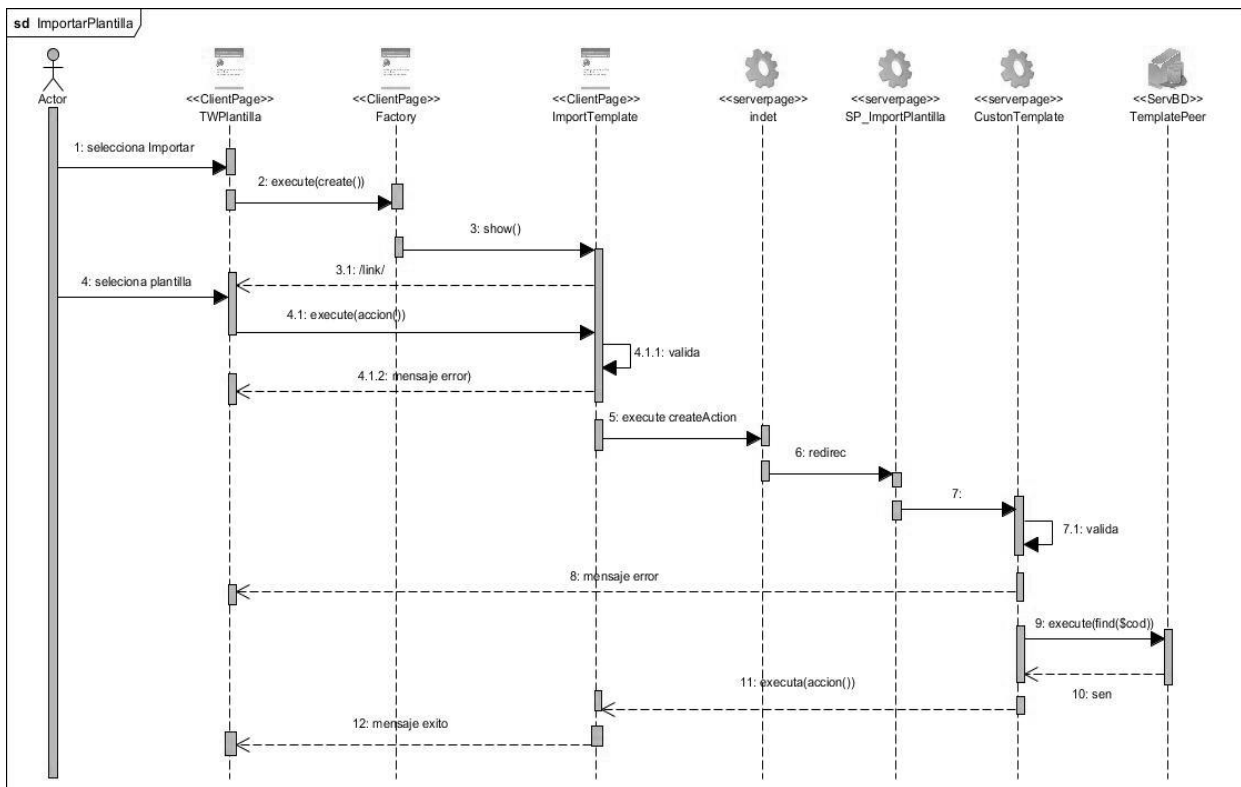 sd ImportarPlantilla
Actor
<<ClientPage>>
TWPlantilla
<<ClientPage>>
Factory
<<ClientPage>>
ImportTemplate
<<serverpage>>
indet
<<serverpage>>
SP_ImportPlantilla
<<serverpage>>
CustonTemplate
<<ServBD>>
TemplatePeer
1: selecciona Importar
2: execute(create())
3: show()
3.1: /link/
4: seleciona plantilla
4.1: execute(accion())
4.1.1: valida
4.1.2: mensaje error)
5: execute createAction
6: redirec
7:
7.1: valida
8: mensaje error
9: execute(find($cod))
10: sen
11: executa(accion())
12: mensaje exito